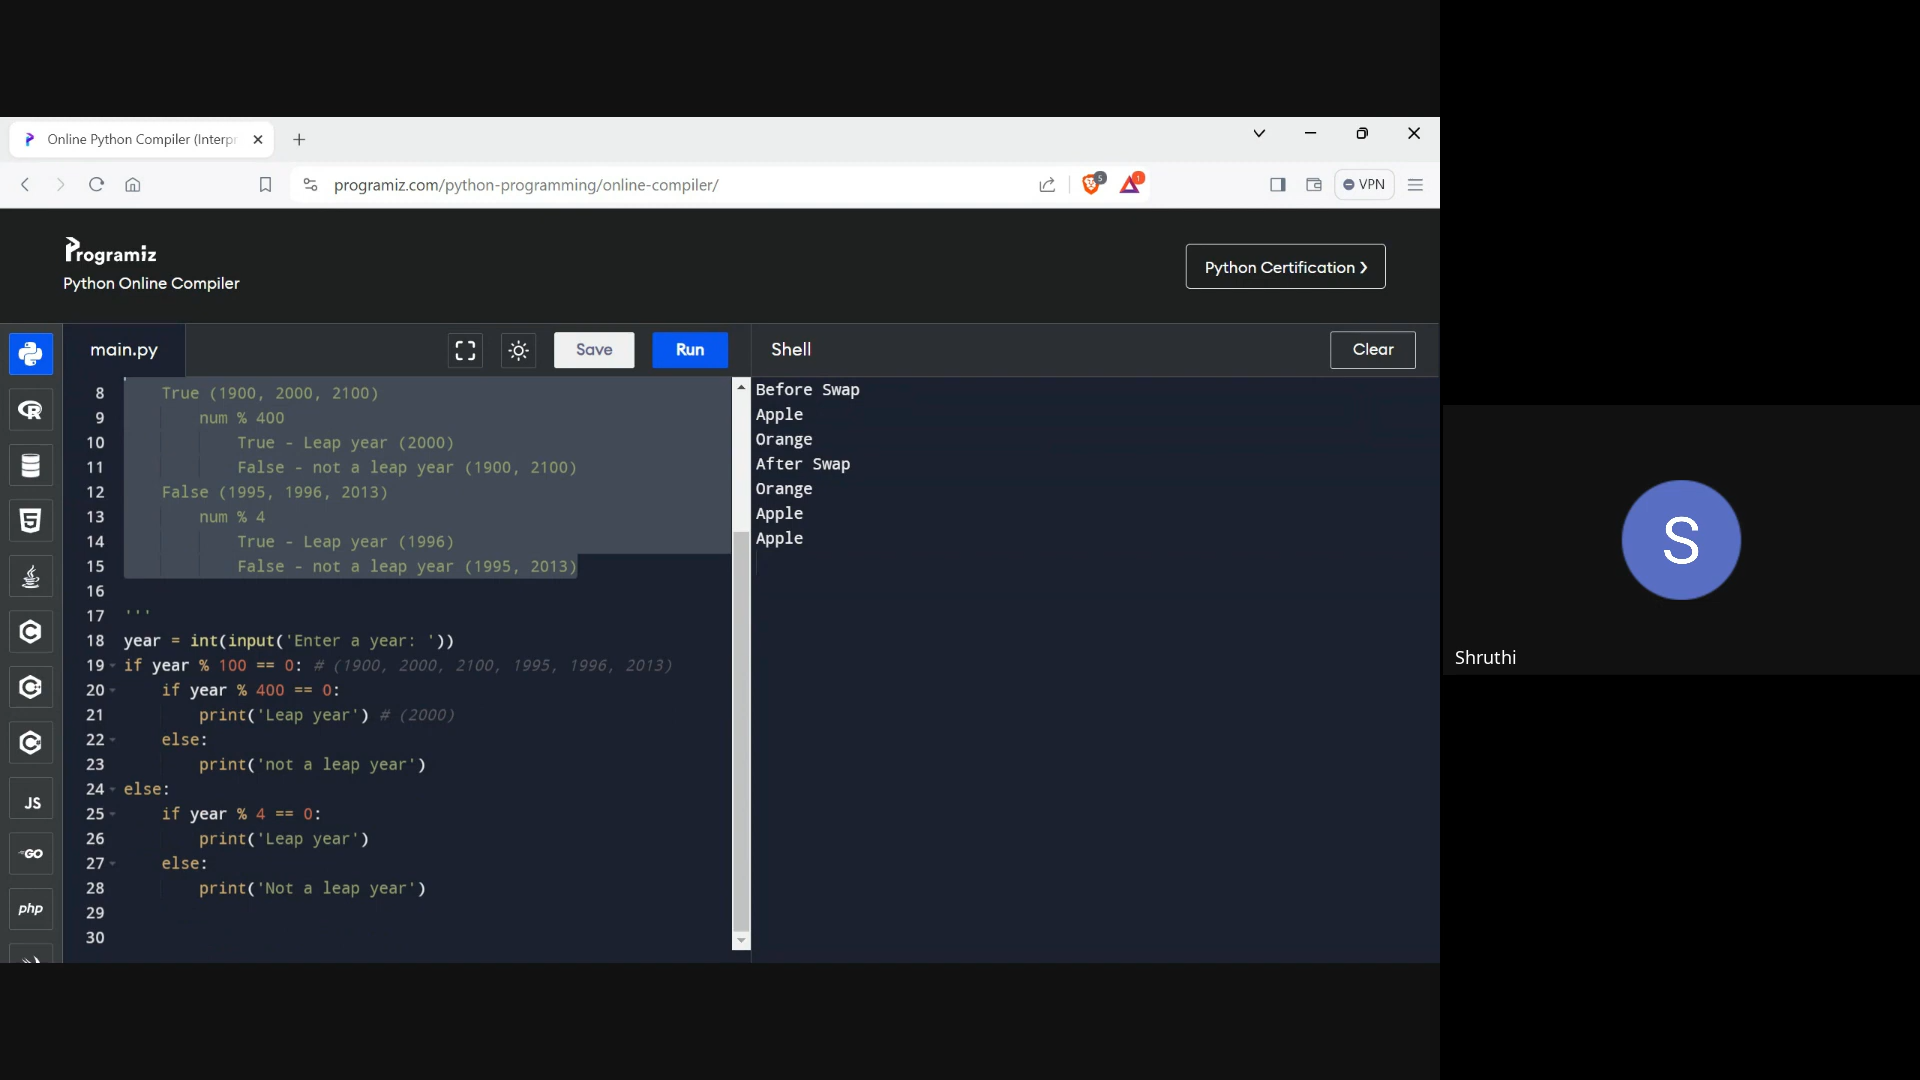 Online Python Compiler (Interpr
programiz.com/python-programming/online-compiler/
5
1
VPN
Programiz
Python Online Compiler
Python Certification ❯
main.py
Save
Run
Shell
Clear
8 True (1900, 2000, 2100)
9 num % 400
10 True - Leap year (2000)
11 False - not a leap year (1900, 2100)
12 False (1995, 1996, 2013)
13 num % 4
14 True - Leap year (1996)
15 False - not a leap year (1995, 2013)
16
17 '''
18 year = int(input('Enter a year: '))
19 if year % 100 == 0: # (1900, 2000, 2100, 1995, 1996, 2013)
20 if year % 400 == 0:
21 print('Leap year') # (2000)
22 else:
23 print('not a leap year')
24 else:
25 if year % 4 == 0:
26 print('Leap year')
27 else:
28 print('Not a leap year')
29
30
Before Swap
Apple
Orange
After Swap
Orange
Apple
Apple
R
5
C
C
C
JS
GO
php
S
Shruthi